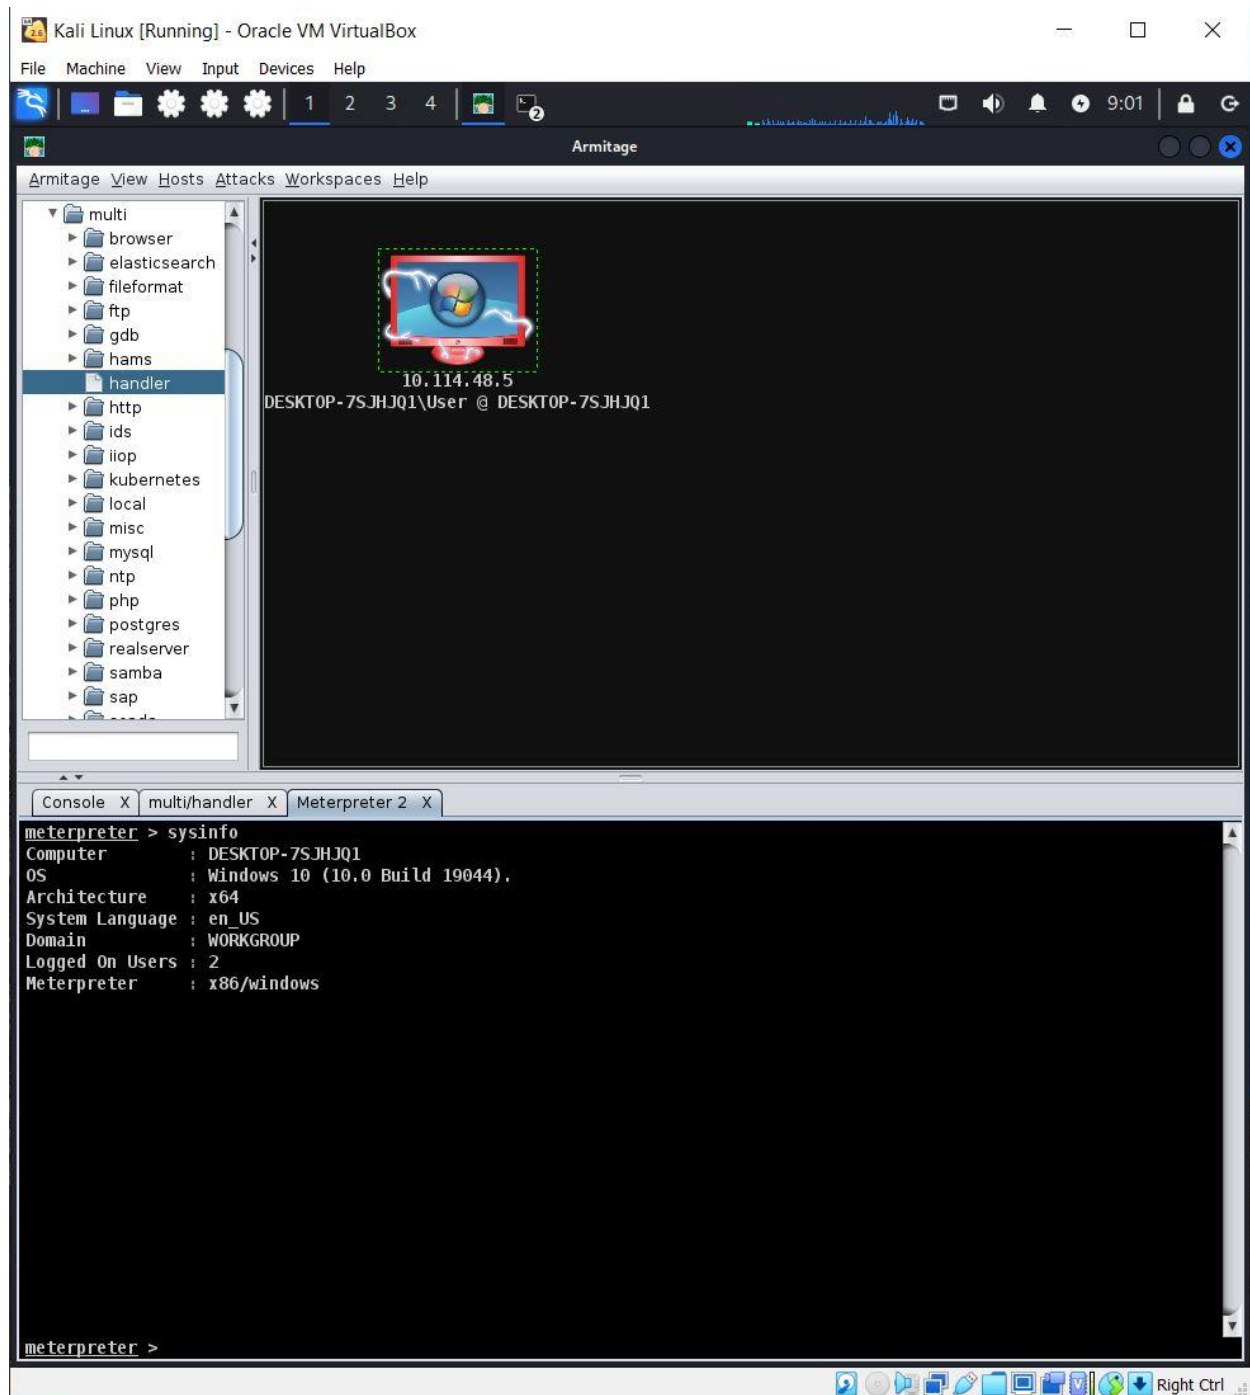 Kali Linux [Running] - Oracle VM VirtualBox
File Machine View Input Devices Help
1 2 3 4 2 9:01
Armitage
Armitage View Hosts Attacks Workspaces Help
multi
browser
elasticsearch
fileformat
ftp
gdb
hams
handler
http
ids
iiop
kubernetes
local
misc
mysql
ntp
php
postgres
realserver
samba
sap
10.114.48.5
DESKTOP-7SJHJQ1\User @ DESKTOP-7SJHJQ1
Console X multi/handler X Meterpreter 2 X
meterpreter > sysinfo
Computer : DESKTOP-7SJHJQ1
OS : Windows 10 (10.0 Build 19044).
Architecture : x64
System Language : en_US
Domain : WORKGROUP
Logged On Users : 2
Meterpreter : x86/windows
meterpreter >
Right Ctrl